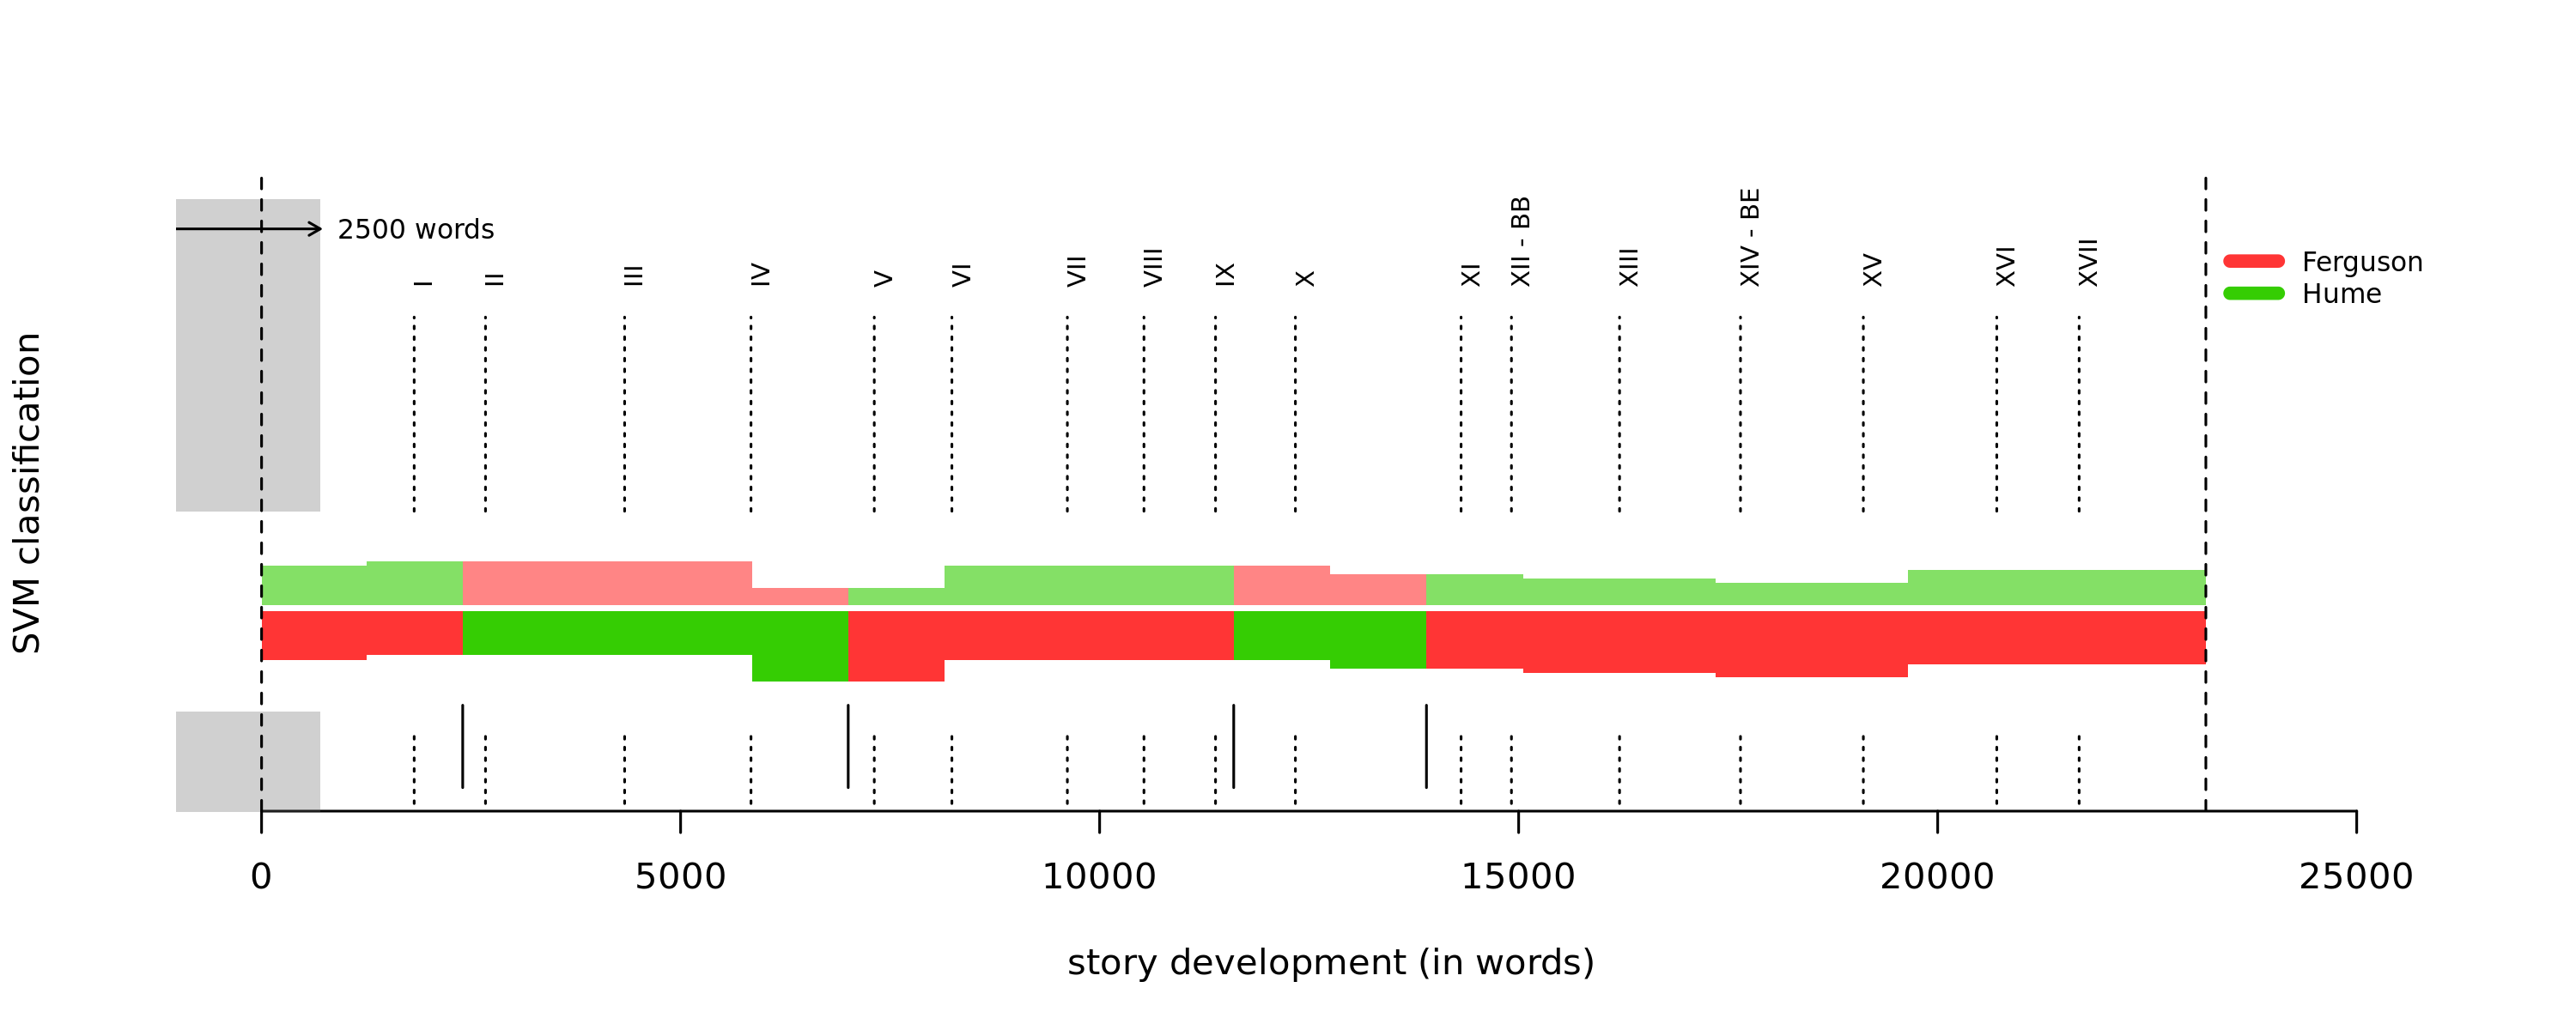 2500 words
I
II
III
IV
V
VI
VII
VIII
IX
X
XI
XII - BB
XIII
XIV - BE
XV
XVI
XVII
Ferguson
Hume
SVM classification
0
5000
10000
15000
20000
25000
story development (in words)